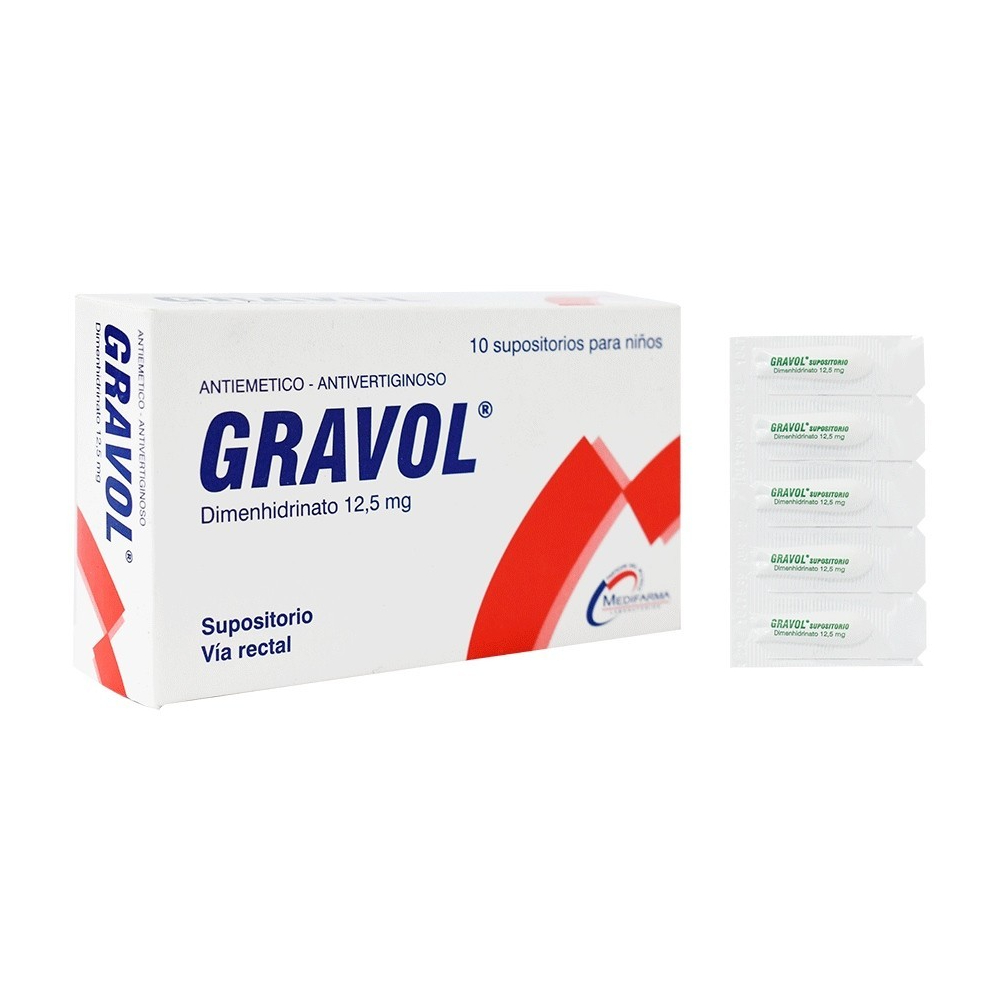 GRAVOL
10 supositorios para niños
ANTIEMETICO - ANTIVERTIGINOSO
GRAVOL®
Dimenhidrinato 12,5 mg
Supositorio
Vía rectal
MEDIFARMA
ANTIEMETICO - ANTIVERTIGINOSO
GRAVOL®
Dimenhidrinato 12,5 mg
GRAVOL® SUPOSITORIO
Dimenhidrinato 12,5 mg
GRAVOL® SUPOSITORIO
Dimenhidrinato 12,5 mg
GRAVOL® SUPOSITORIO
Dimenhidrinato 12,5 mg
GRAVOL® SUPOSITORIO
Dimenhidrinato 12,5 mg
GRAVOL® SUPOSITORIO
Dimenhidrinato 12,5 mg